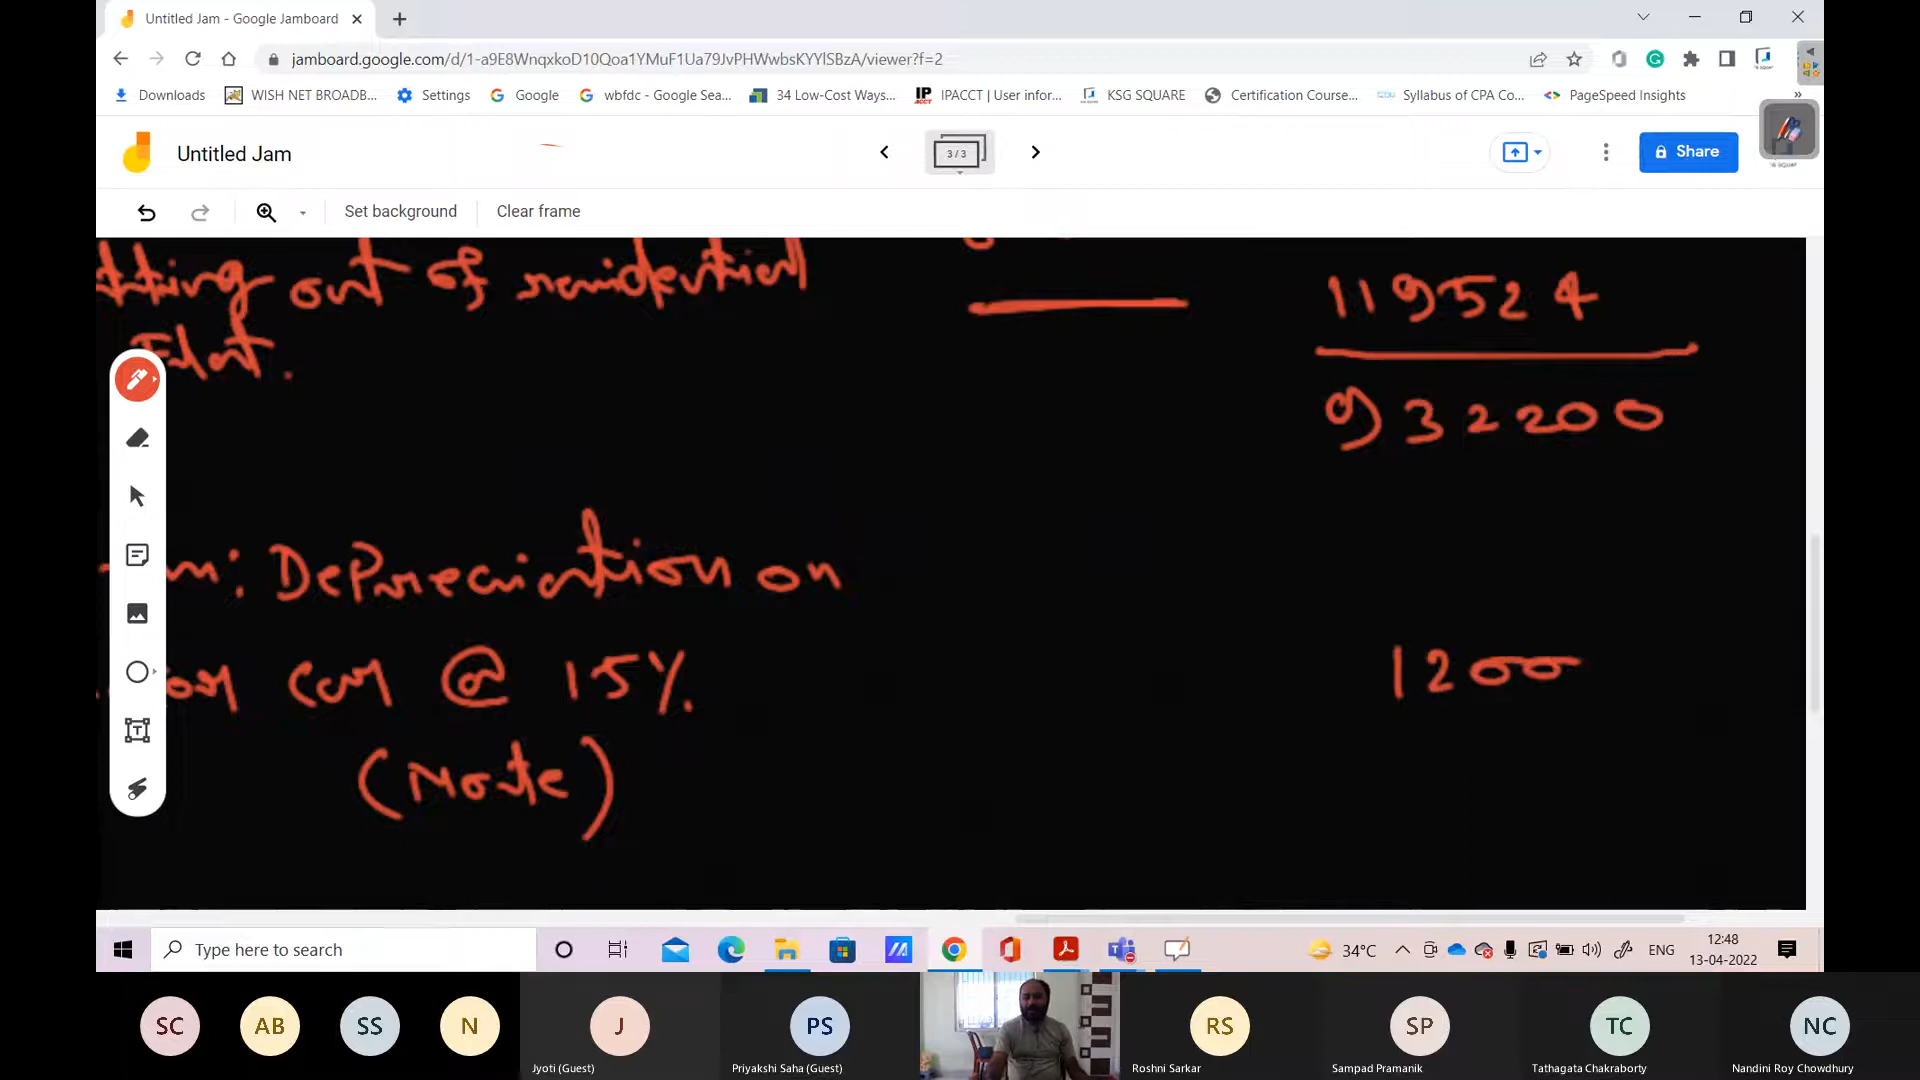 Untitled Jam - Google Jamboard
jamboard.google.com/d/1-a9E8WnqxkoD10Qoa1YMuF1Ua79JvPHWwbsKYYlSBzA/viewer?f=2
Downloads WISH NET BROADB... Settings Google wbfdc - Google Sea... 34 Low-Cost Ways... IPACCT | User infor... KSG SQUARE Certification Course... Syllabus of CPA Co... PageSpeed Insights »
Untitled Jam
3 / 3
Share
Set background Clear frame
tting out of residential
Flat.
119524
932200
Depreciation on
car @ 15%.
1200
(Note)
Type here to search
34°C ENG
12:48
13-04-2022
SC AB SS N J PS RS SP TC NC
Jyoti (Guest) Priyakshi Saha (Guest) Roshni Sarkar Sampad Pramanik Tathagata Chakraborty Nandini Roy Chowdhury